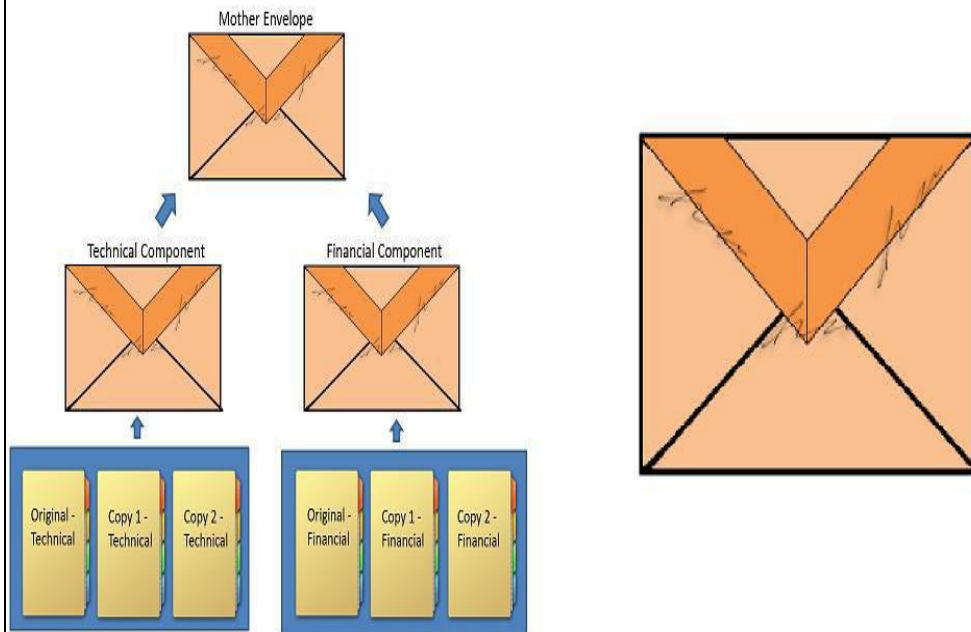 Mother Envelope
Technical Component
Financial Component
Original -
Technical
Copy 1 -
Technical
Copy 2 -
Technical
Original -
Financial
Copy 1 -
Financial
Copy 2 -
Financial